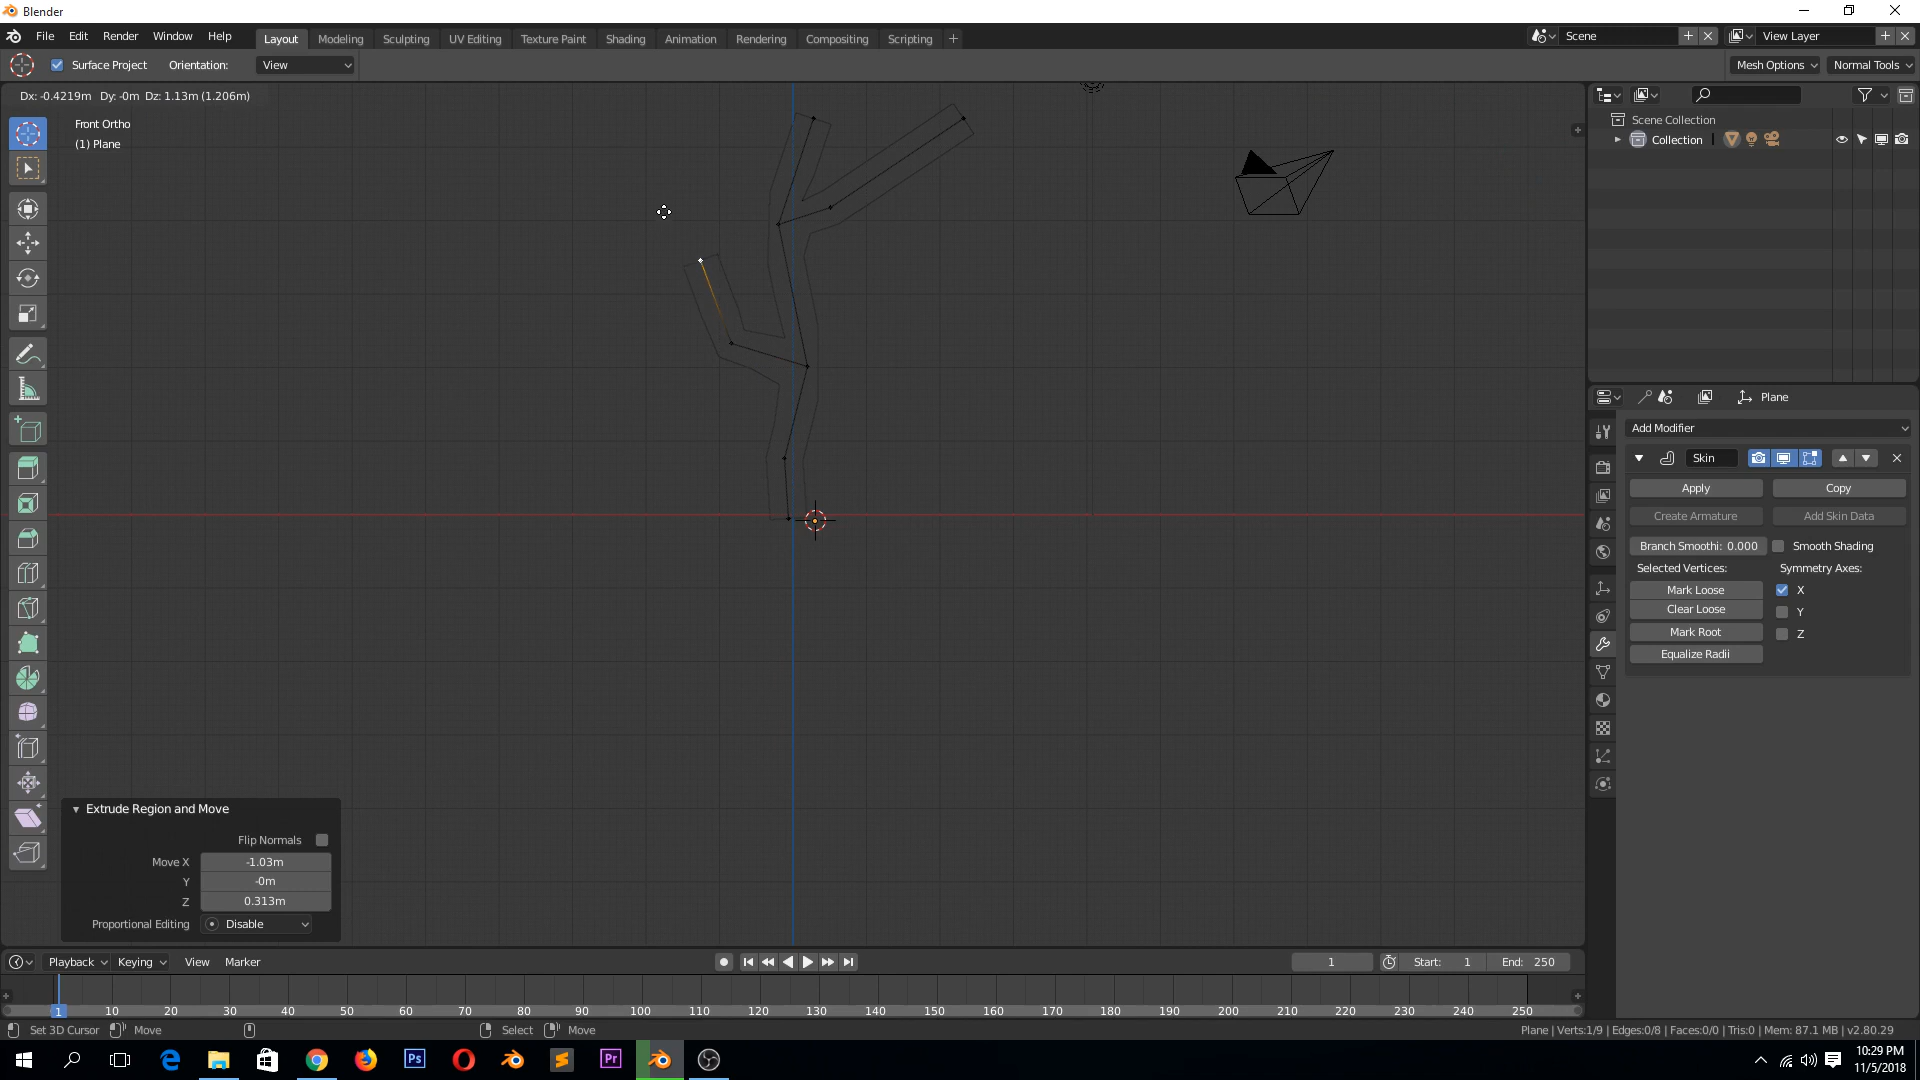 Blender
File Edit Render Window Help Layout Modeling Sculpting UV Editing Texture Paint Shading Animation Rendering Compositing Scripting Scene View Layer
Surface Project Orientation: View Mesh Options Normal Tools
Dx: -0.4219m Dy: -0m Dz: 1.13m (1.206m)
Front Ortho
(1) Plane
Scene Collection
Collection
Plane
Add Modifier
Skin
Apply Copy
Create Armature Add Skin Data
Branch Smoothi: 0.000 Smooth Shading
Selected Vertices: Symmetry Axes:
Mark Loose X
Clear Loose Y
Mark Root Z
Equalize Radii
Extrude Region and Move
Flip Normals
Move X -1.03m
Y -0m
Z 0.313m
Proportional Editing Disable
Playback Keying View Marker 1 Start: 1 End: 250
1 10 20 30 40 50 60 70 80 90 100 110 120 130 140 150 160 170 180 190 200 210 220 230 240 250
Set 3D Cursor Move Select Move Plane | Verts:1/9 | Edges:0/8 | Faces:0/0 | Tris:0 | Mem: 87.1 MB | v2.80.29
Ps Pr
10:29 PM
11/5/2018